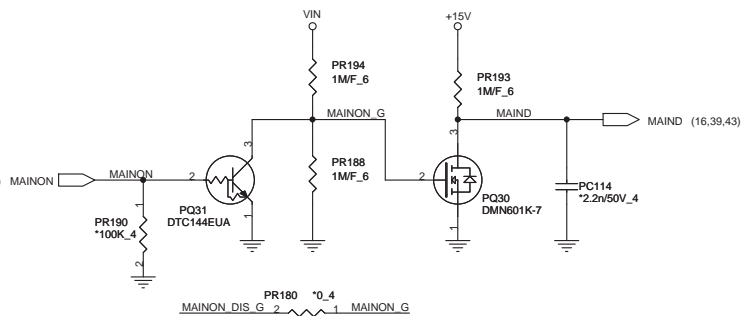 VIN
+15V
PR194
1M/F_6
PR193
1M/F_6
MAINON_G
MAIND
MAIND (16,39,43)
3
3
MAINON
MAINON
2
PR188
1M/F_6
2
PQ31
DTC144EUA
PQ30
DMN601K-7
PC114
*2.2n/50V_4
1
PR190
*100K_4
2
1
1
PR180 *0_4
MAINON_DIS_G 2 1 MAINON_G